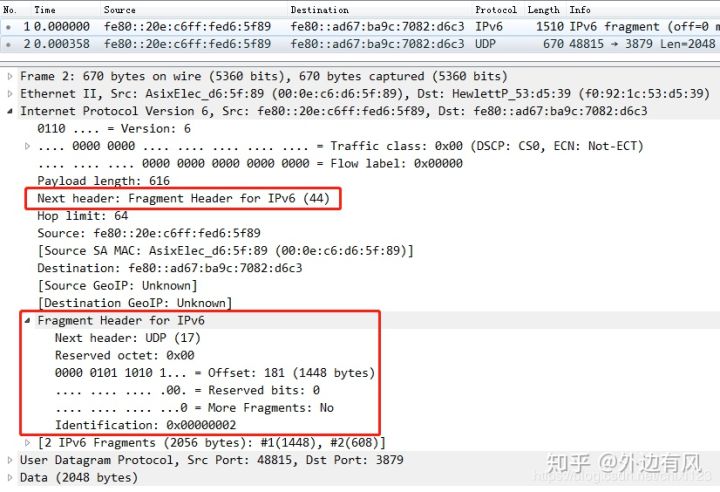 No. Time Source Destination Protocol Length Info
1 0.000000 fe80::20e:c6ff:fed6:5f89 fe80::ad67:ba9c:7082:d6c3 IPv6 1510 IPv6 fragment (off=0 m
2 0.000358 fe80::20e:c6ff:fed6:5f89 fe80::ad67:ba9c:7082:d6c3 UDP 670 48815 → 3879 Len=2048
Frame 2: 670 bytes on wire (5360 bits), 670 bytes captured (5360 bits)
Ethernet II, Src: AsixElec_d6:5f:89 (00:0e:c6:d6:5f:89), Dst: HewlettP_53:d5:39 (f0:92:1c:53:d5:39)
Internet Protocol Version 6, Src: fe80::20e:c6ff:fed6:5f89, Dst: fe80::ad67:ba9c:7082:d6c3
0110 .... = Version: 6
.... 0000 0000 .... .... .... .... .... = Traffic class: 0x00 (DSCP: CS0, ECN: Not-ECT)
.... .... .... 0000 0000 0000 0000 0000 = Flow label: 0x00000
Payload length: 616
Next header: Fragment Header for IPv6 (44)
Hop limit: 64
Source: fe80::20e:c6ff:fed6:5f89
[Source SA MAC: AsixElec_d6:5f:89 (00:0e:c6:d6:5f:89)]
Destination: fe80::ad67:ba9c:7082:d6c3
[Source GeoIP: Unknown]
[Destination GeoIP: Unknown]
Fragment Header for IPv6
Next header: UDP (17)
Reserved octet: 0x00
0000 0101 1010 1... = Offset: 181 (1448 bytes)
.... .... .... .00. = Reserved bits: 0
.... .... .... ...0 = More Fragments: No
Identification: 0x00000002
[2 IPv6 Fragments (2056 bytes): #1(1448), #2(608)]
User Datagram Protocol, Src Port: 48815, Dst Port: 3879
Data (2048 bytes)
知乎 @外边有风